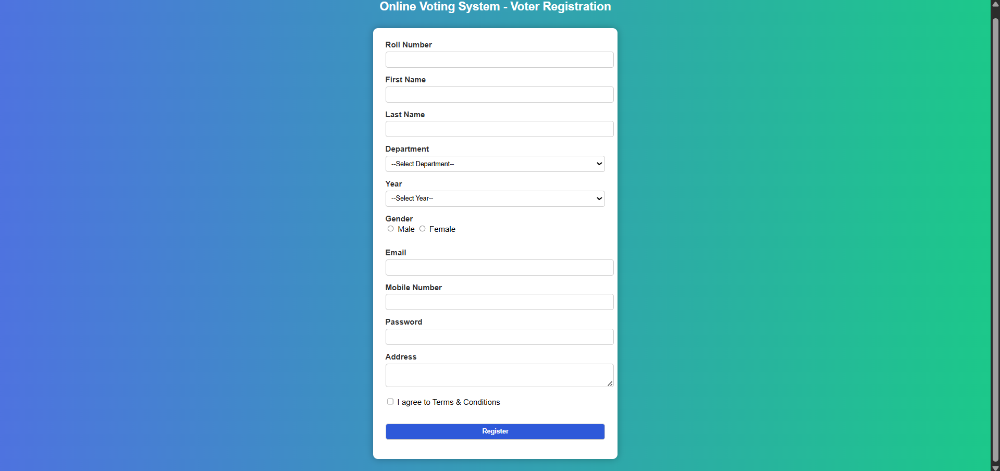 Online Voting System - Voter Registration
Roll Number
First Name
Last Name
Department
--Select Department--
Year
--Select Year--
Gender
Male Female
Email
Mobile Number
Password
Address
I agree to Terms & Conditions
Register